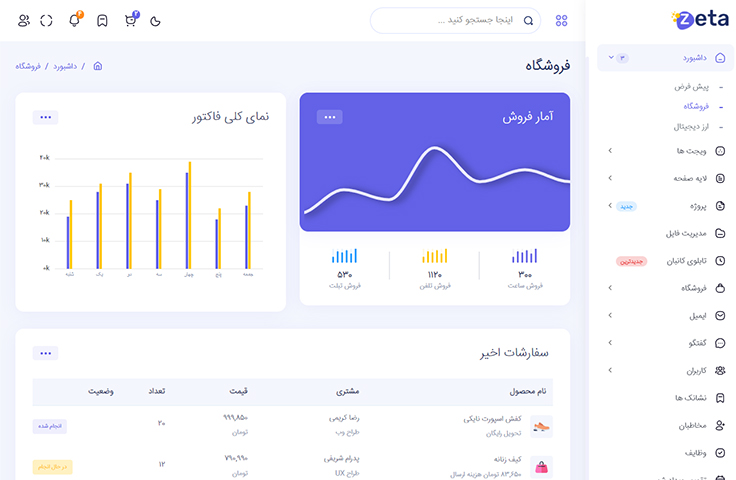 zeta
اینجا جستجو کنید ...
۲
۴
داشبورد
۳
پیش فرض
فروشگاه
ارز دیجیتال
ویجت ها
لایه صفحه
پروژه
جدید
مدیریت فایل
تابلوی کانبان
جدیدترین
فروشگاه
ایمیل
گفتگو
کاربران
نشانک ها
مخاطبان
وظایف
فروشگاه
/ داشبورد / فروشگاه
آمار فروش
۳۰۰
فروش ساعت
۱۱۲۰
فروش تلفن
۵۳۰
فروش تبلت
نمای کلی فاکتور
۴۰k
۳۰k
۲۰k
۱۰k
۰k
شنبه یک دو سه چهار پنج جمعه
سفارشات اخیر
نام محصول مشتری قیمت تعداد وضعیت
کفش اسپورت نایکی رضا کریمی ۹۹۹,۸۵۰ ۲۰ انجام شده
تحویل رایگان طراح وب تومان
کیف زنانه پدرام شریفی ۷۹۰,۹۹۰ ۱۲ در حال انجام
۸۳,۶۵۰ تومان هزینه ارسال طراح UX تومان